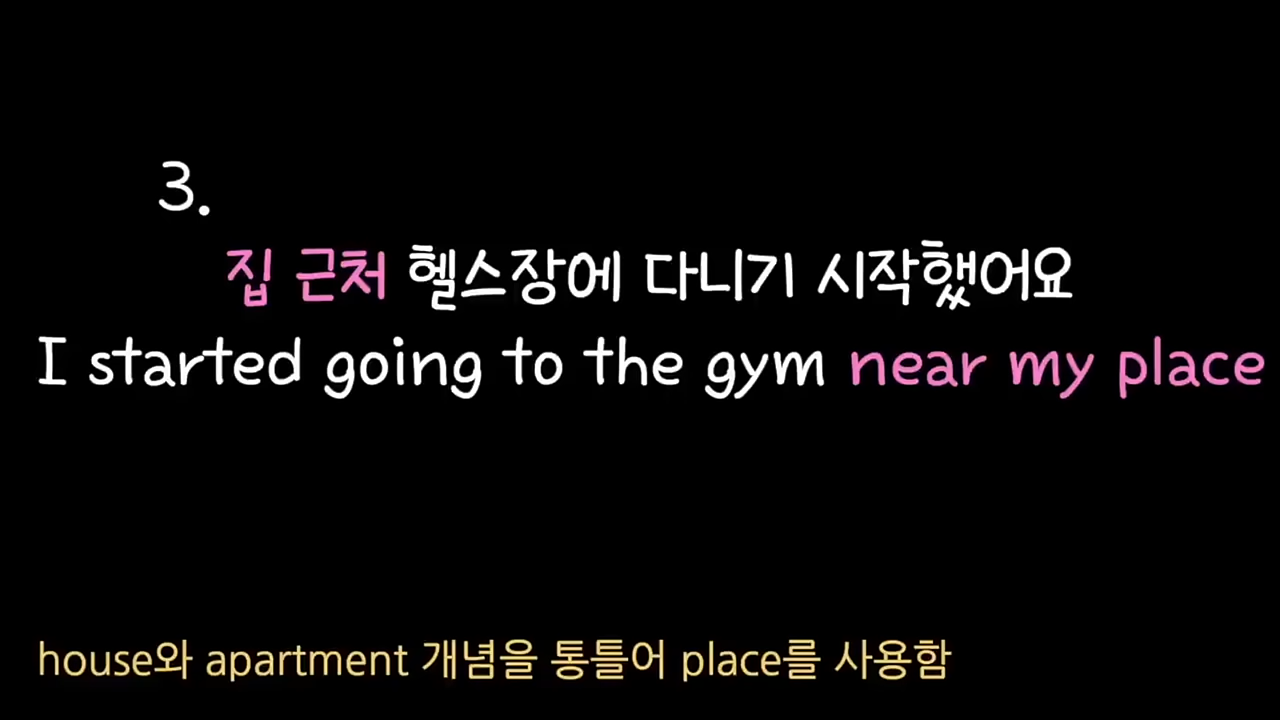 3.
집 근처 헬스장에 다니기 시작했어요
I started going to the gym near my place
house와 apartment 개념을 통틀어 place를 사용함